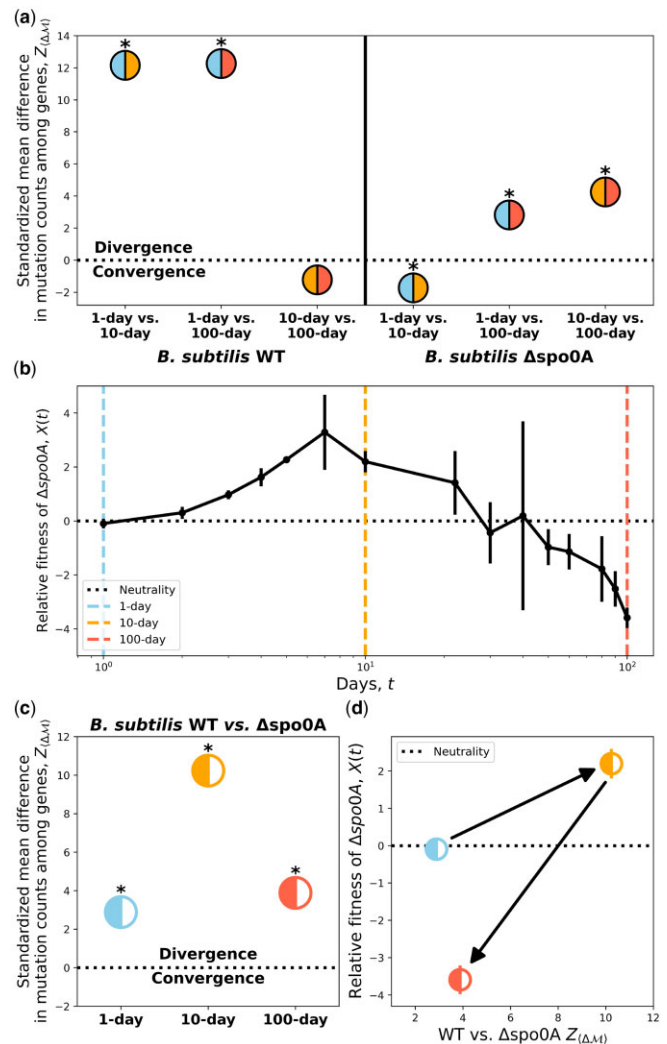 (a)
Standardized mean difference
in mutation counts among genes, Z⟨ΔM⟩
14
12
10
8
6
4
2
0
−2
*
*
*
*
*
Divergence
Convergence
1-day vs.
10-day
1-day vs.
100-day
10-day vs.
100-day
1-day vs.
10-day
1-day vs.
100-day
10-day vs.
100-day
B. subtilis WT
B. subtilis Δspo0A
(b)
Relative fitness of Δspo0A, X(t)
4
2
0
−2
−4
Neutrality
1-day
10-day
100-day
10⁰
10¹
10²
Days, t
(c)
B. subtilis WT vs. Δspo0A
Standardized mean difference
in mutation counts among genes, Z⟨ΔM⟩
12
10
8
6
4
2
0
−2
*
*
*
Divergence
Convergence
1-day
10-day
100-day
(d)
Relative fitness of Δspo0A, X(t)
Neutrality
2
1
0
−1
−2
−3
−4
2
4
6
8
10
12
WT vs. Δspo0A Z⟨ΔM⟩